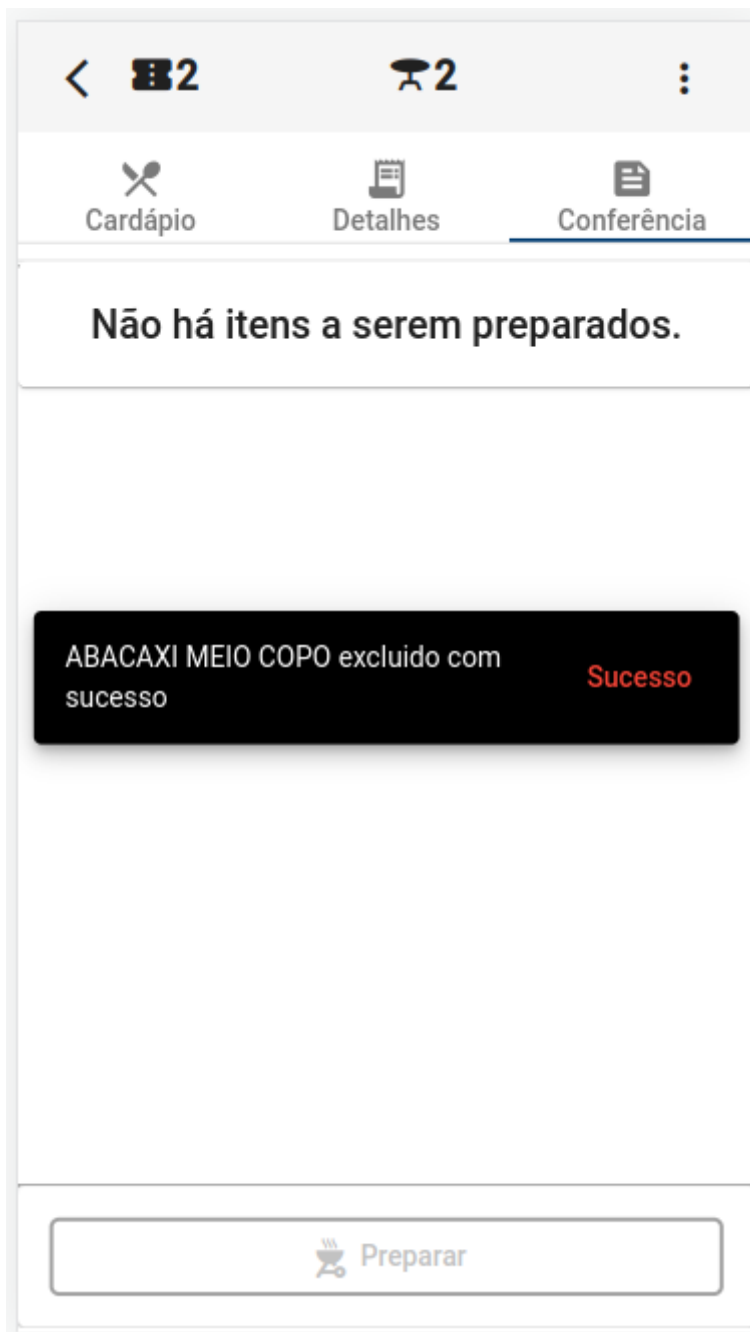 2 2
Cardápio Detalhes Conferência
Não há itens a serem preparados.
ABACAXI MEIO COPO excluido com
sucesso
Sucesso
Preparar